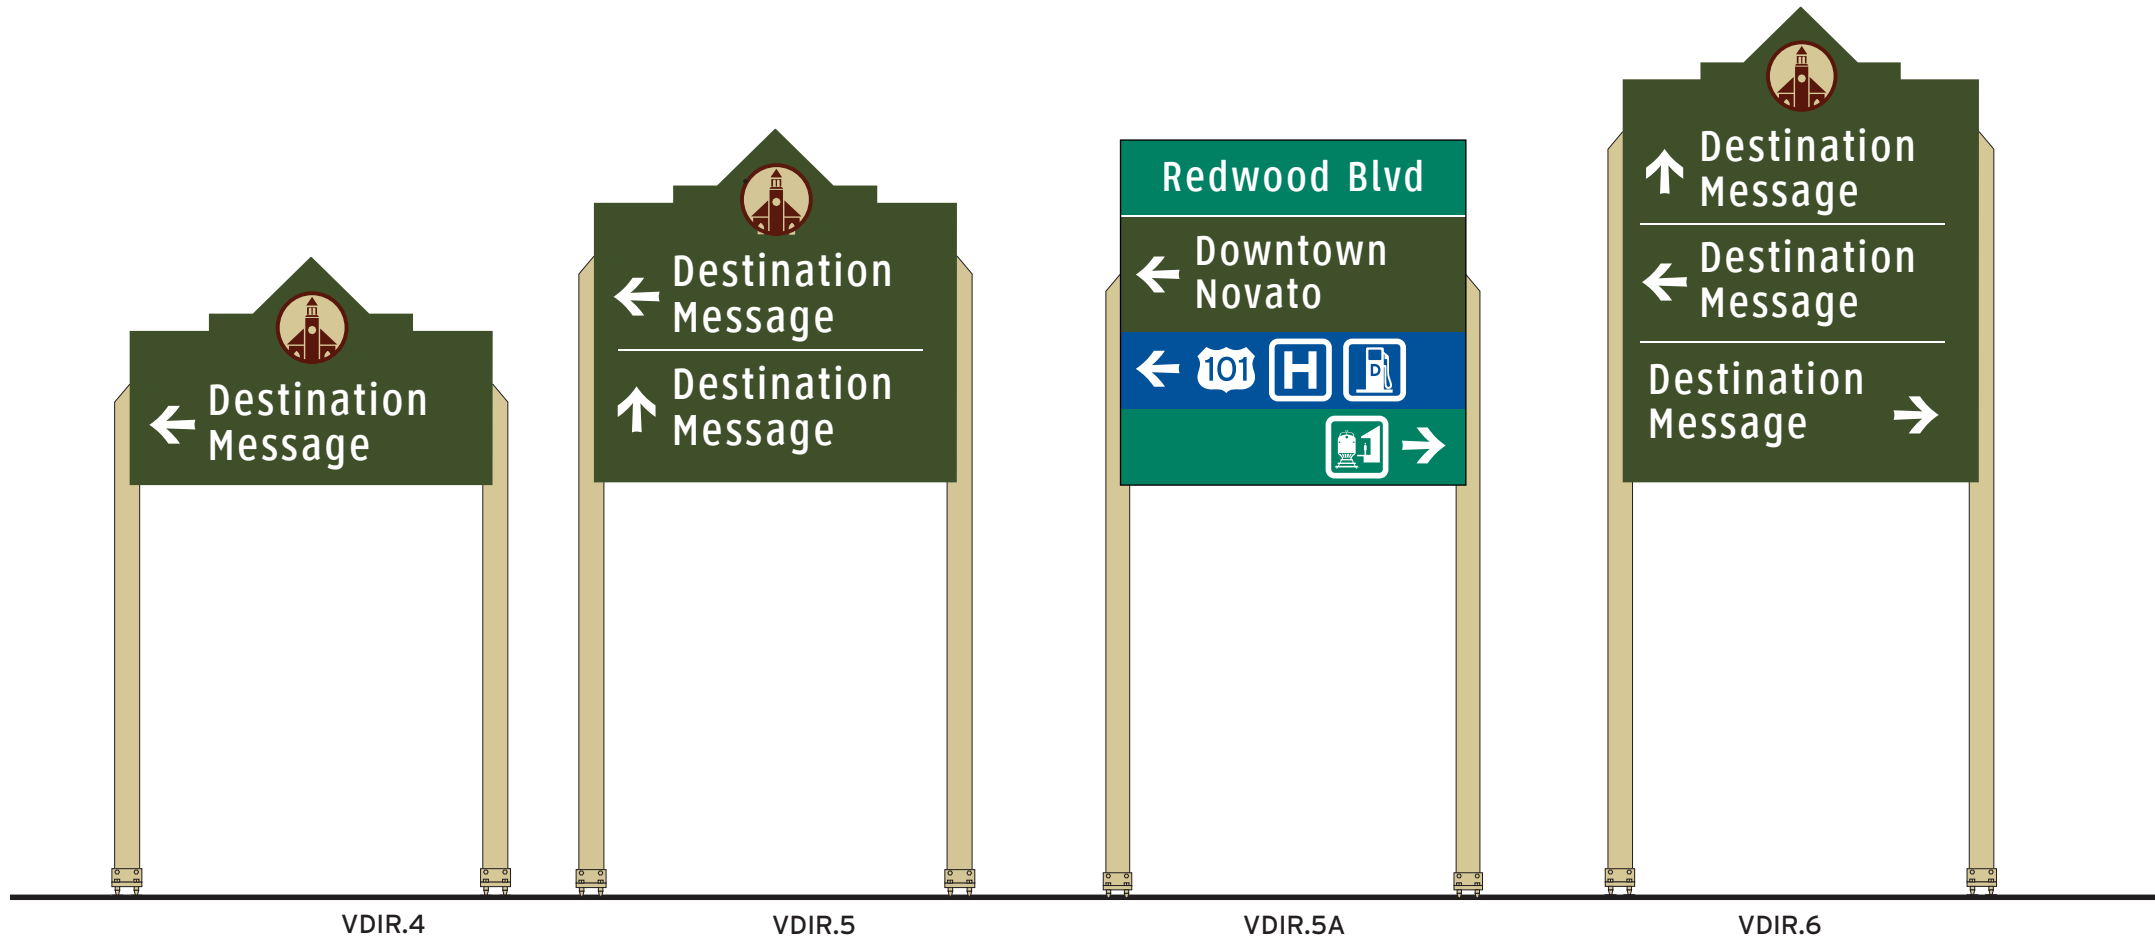 Destination
Message
VDIR.4
Destination
Message
Destination
Message
VDIR.5
Redwood Blvd
Downtown
Novato
101 H D
VDIR.5A
Destination
Message
Destination
Message
Destination
Message
VDIR.6